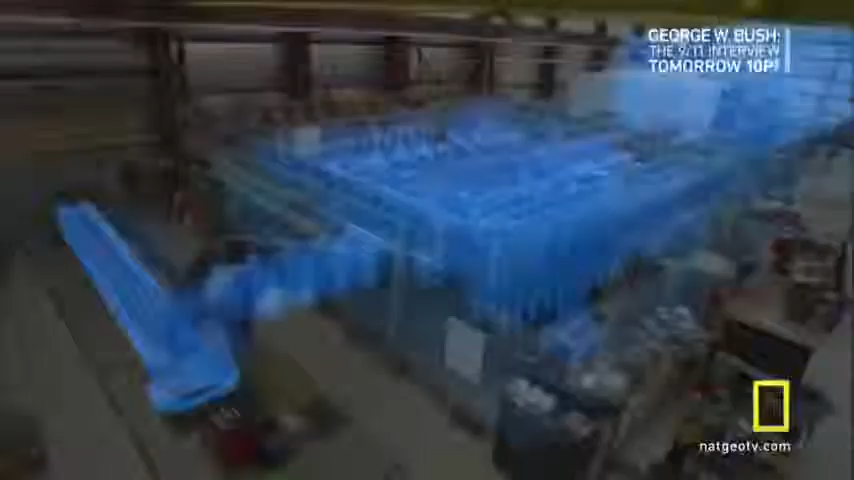 GEORGE W. BUSH:
THE 9/11 INTERVIEW
TOMORROW 10P
natgeotv.com